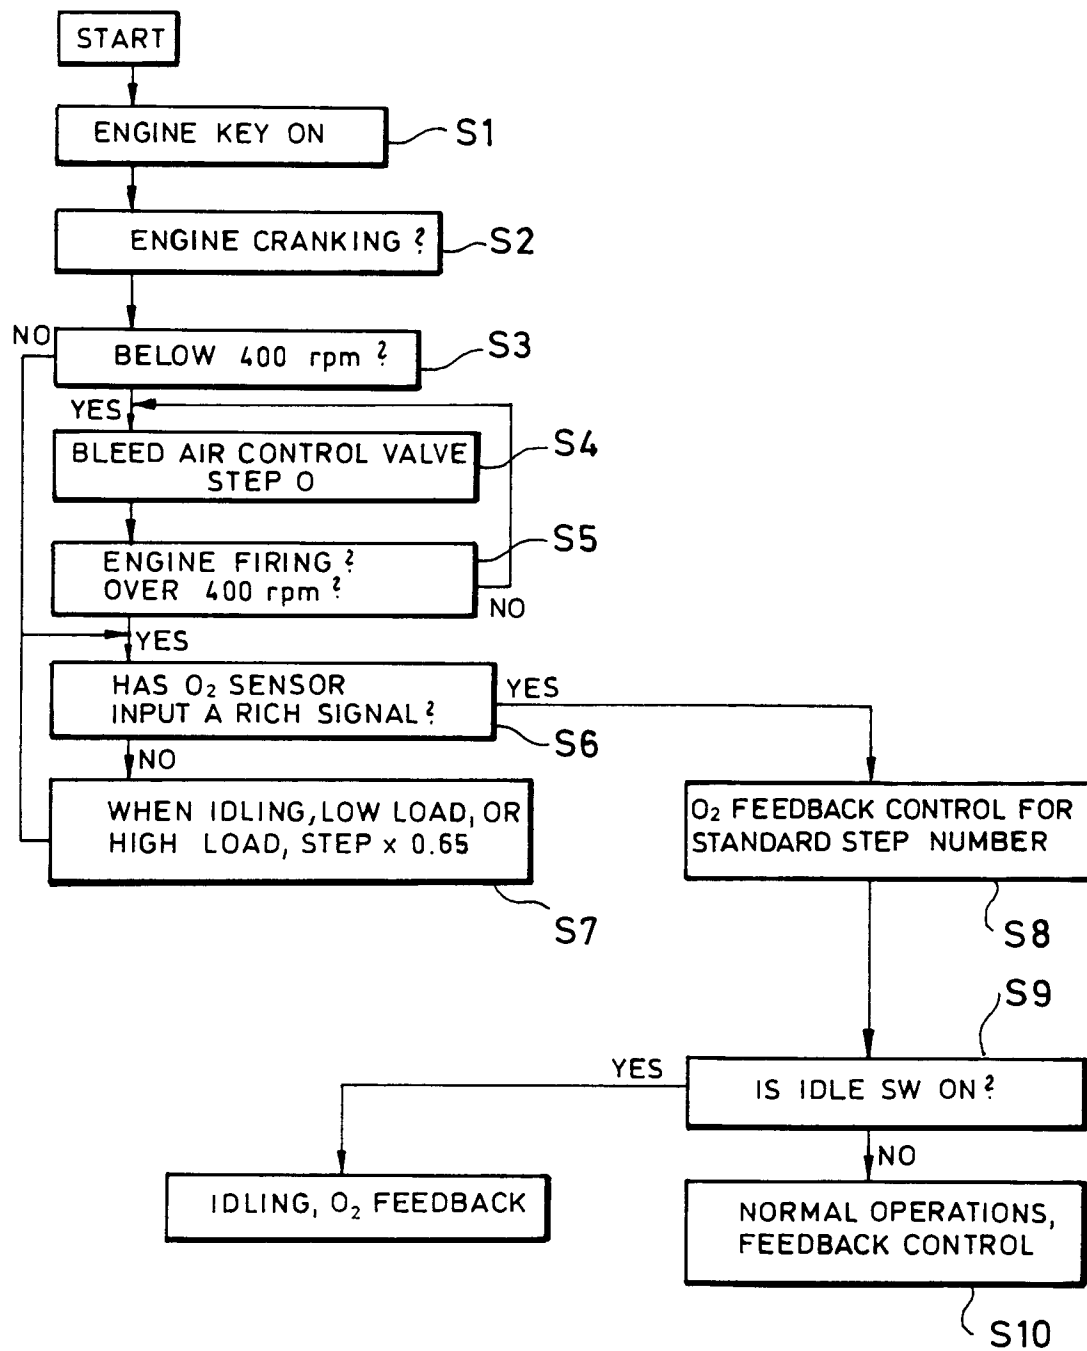 START
ENGINE KEY ON
S1
ENGINE CRANKING ?
S2
NO
BELOW 400 rpm ?
S3
YES
BLEED AIR CONTROL VALVE
STEP 0
S4
ENGINE FIRING ?
OVER 400 rpm ?
S5
NO
YES
HAS O₂ SENSOR
INPUT A RICH SIGNAL ?
YES
S6
NO
WHEN IDLING, LOW LOAD, OR
HIGH LOAD, STEP x 0.65
S7
O₂ FEEDBACK CONTROL FOR
STANDARD STEP NUMBER
S8
S9
YES
IS IDLE SW ON ?
NO
IDLING, O₂ FEEDBACK
NORMAL OPERATIONS,
FEEDBACK CONTROL
S10